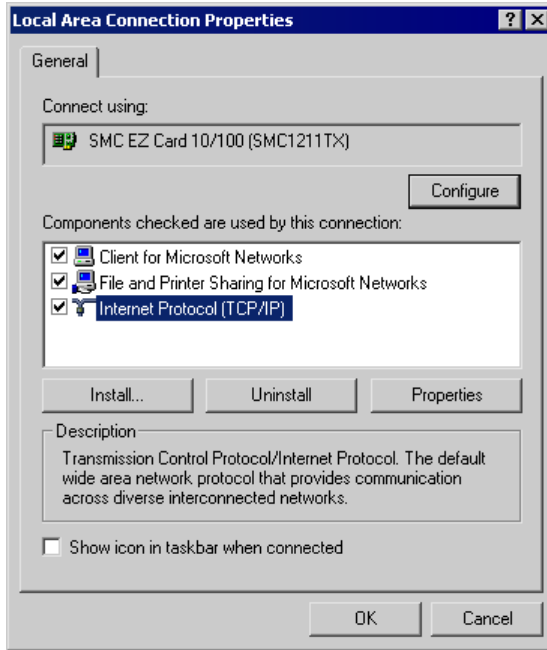 Local Area Connection Properties
General
Connect using:
SMC EZ Card 10/100 (SMC1211TX)
Configure
Components checked are used by this connection:
Client for Microsoft Networks
File and Printer Sharing for Microsoft Networks
Internet Protocol (TCP/IP)
Install... Uninstall Properties
Description
Transmission Control Protocol/Internet Protocol. The default
wide area network protocol that provides communication
across diverse interconnected networks.
Show icon in taskbar when connected
OK Cancel